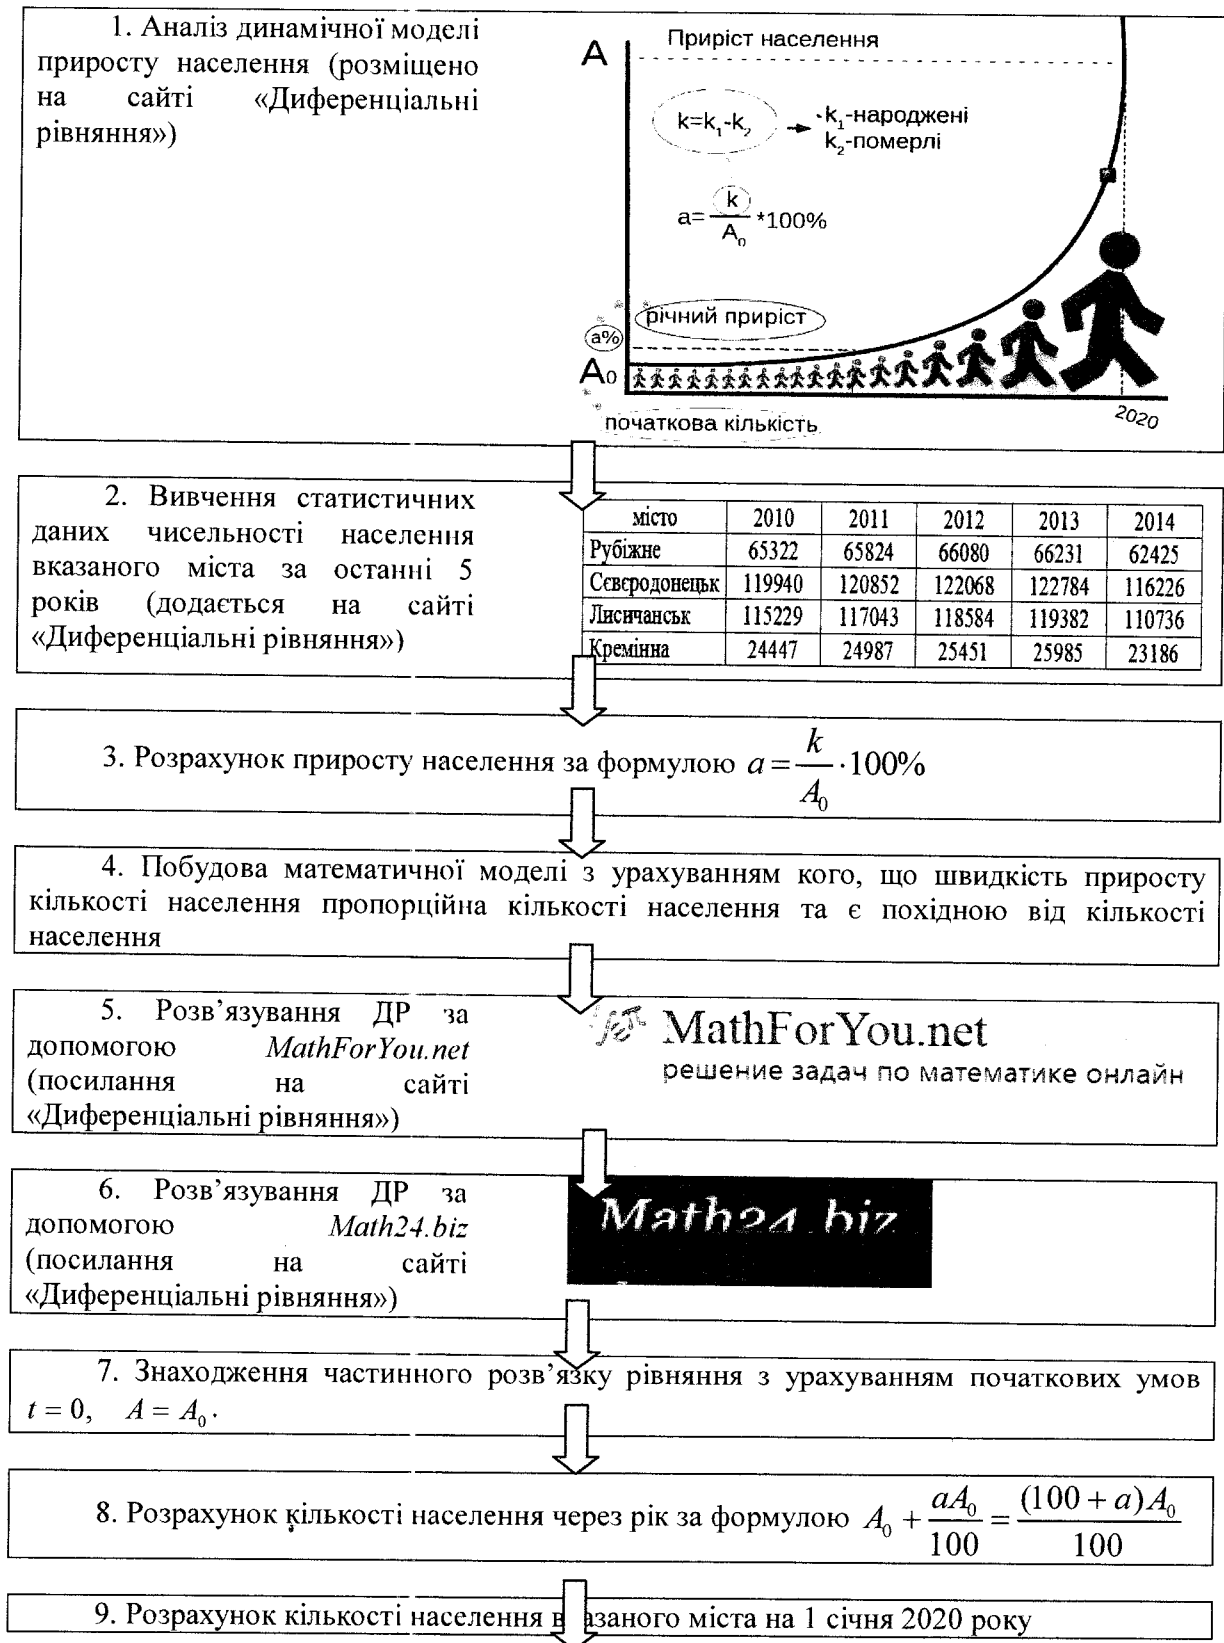 1. Аналіз динамічної моделі
приросту населення (розміщено
на сайті «Диференціальні
рівняння»)
A
Приріст населення
k=k₁-k₂
k₁-народжені
k₂-померлі
a= k/A₀ *100%
річний приріст
a%
A₀
початкова кількість
2020
2. Вивчення статистичних
даних чисельності населення
вказаного міста за останні 5
років (додається на сайті
«Диференціальні рівняння»)
місто 2010 2011 2012 2013 2014
Рубіжне 65322 65824 66080 66231 62425
Сєвєродонецьк 119940 120852 122068 122784 116226
Лисичанськ 115229 117043 118584 119382 110736
Кремінна 24447 24987 25451 25985 23186
3. Розрахунок приросту населення за формулою a = k/A₀ · 100%
4. Побудова математичної моделі з урахуванням кого, що швидкість приросту
кількості населення пропорційна кількості населення та є похідною від кількості
населення
5. Розв'язування ДР за
допомогою MathForYou.net
(посилання на сайті
«Диференціальні рівняння»)
MathForYou.net
решение задач по математике онлайн
6. Розв'язування ДР за
допомогою Math24.biz
(посилання на сайті
«Диференціальні рівняння»)
Math24.biz
7. Знаходження частинного розв'язку рівняння з урахуванням початкових умов
t = 0, A = A₀.
8. Розрахунок кількості населення через рік за формулою A₀ + aA₀/100 = (100 + a)A₀/100
9. Розрахунок кількості населення вказаного міста на 1 січня 2020 року